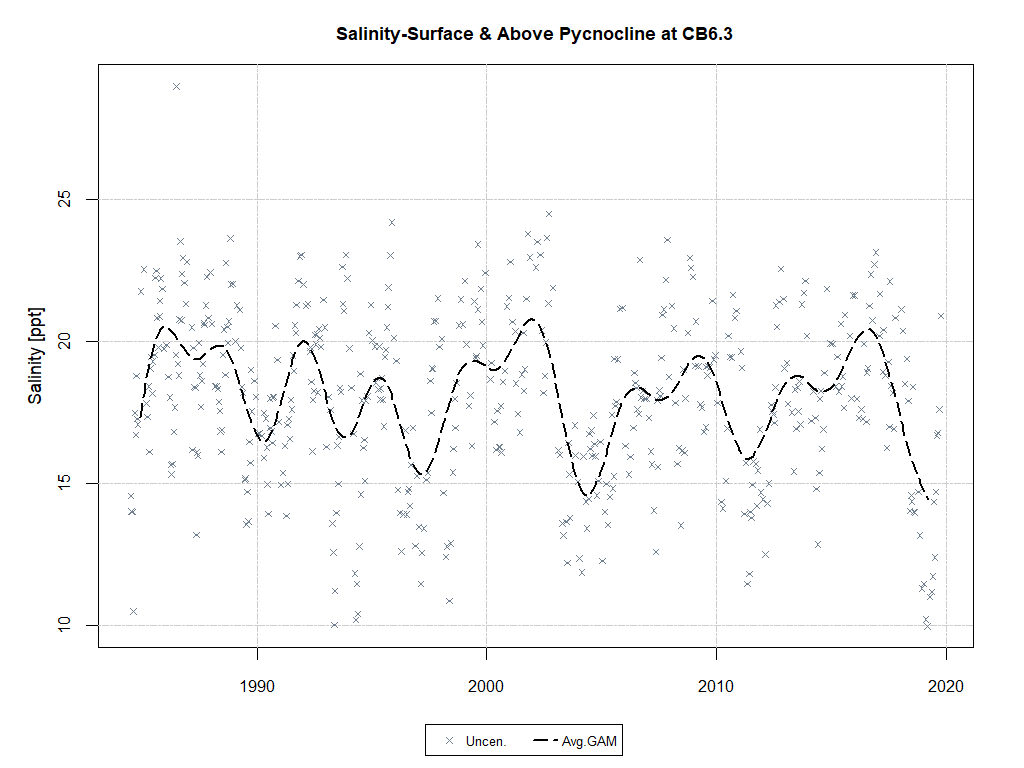 Salinity-Surface & Above Pycnocline at CB6.3
Salinity [ppt]
25
20
15
10
1990 2000 2010 2020
Uncen. Avg.GAM